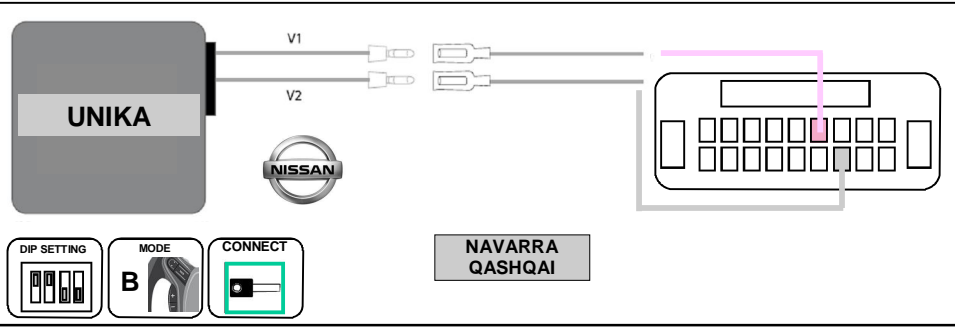 V1
V2
UNIKA
NISSAN
DIP SETTING
MODE
B
CONNECT
NAVARRA
QASHQAI